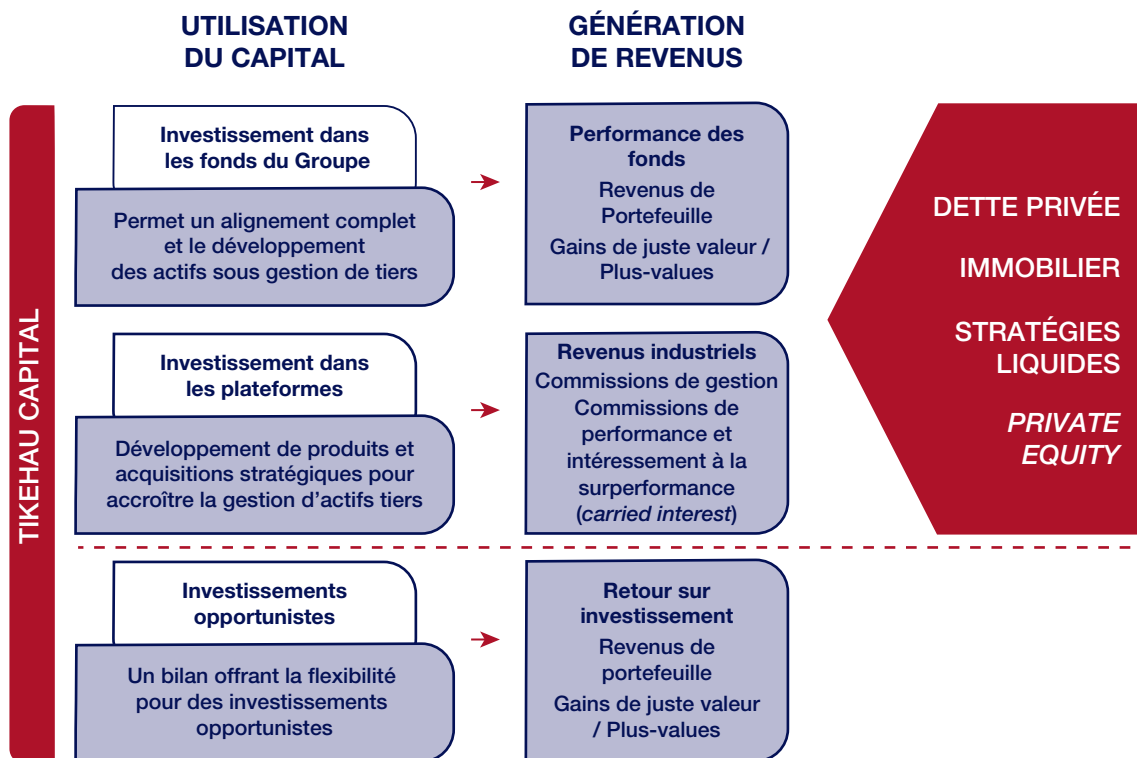 UTILISATION
DU CAPITAL
GÉNÉRATION
DE REVENUS
TIKEHAU CAPITAL
Investissement dans
les fonds du Groupe
Permet un alignement complet
et le développement
des actifs sous gestion de tiers
Performance des
fonds
Revenus de
Portefeuille
Gains de juste valeur /
Plus-values
Investissement dans
les plateformes
Développement de produits et
acquisitions stratégiques pour
accroître la gestion d’actifs tiers
Revenus industriels
Commissions de gestion
Commissions de
performance et
intéressement à la
surperformance
(carried interest)
Investissements
opportunistes
Un bilan offrant la flexibilité
pour des investissements
opportunistes
Retour sur
investissement
Revenus de
portefeuille
Gains de juste valeur
/ Plus-values
DETTE PRIVÉE
IMMOBILIER
STRATÉGIES
LIQUIDES
PRIVATE
EQUITY